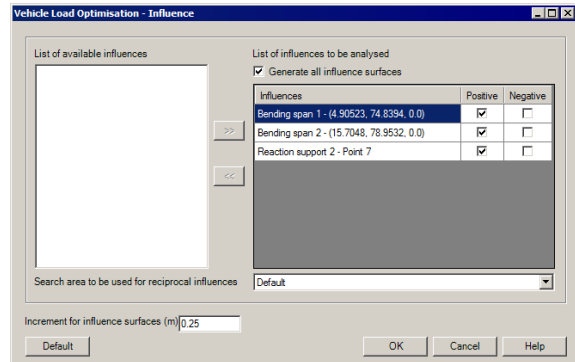 Vehicle Load Optimisation - Influence
List of available influences
List of influences to be analysed
Generate all influence surfaces
Influences Positive Negative
Bending span 1 - (4.90523, 74.8394, 0.0)
>>
Bending span 2 - (15.7048, 78.9532, 0.0)
Reaction support 2 - Point 7
<<
Search area to be used for reciprocal influences Default
Increment for influence surfaces (m) 0.25
Default OK Cancel Help